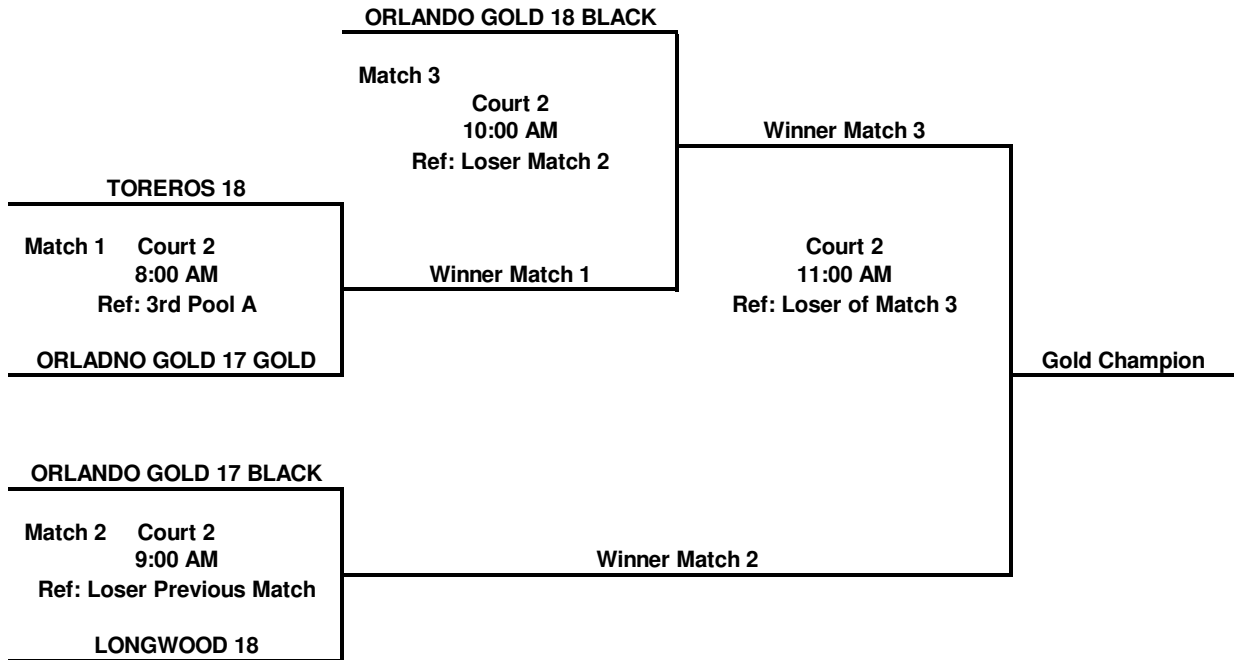 ORLANDO GOLD 18 BLACK
Match 3
Court 2
10:00 AM
Ref: Loser Match 2
Winner Match 3
TOREROS 18
Match 1 Court 2
8:00 AM
Ref: 3rd Pool A
Winner Match 1
Court 2
11:00 AM
Ref: Loser of Match 3
ORLADNO GOLD 17 GOLD
Gold Champion
ORLANDO GOLD 17 BLACK
Match 2 Court 2
9:00 AM
Ref: Loser Previous Match
Winner Match 2
LONGWOOD 18